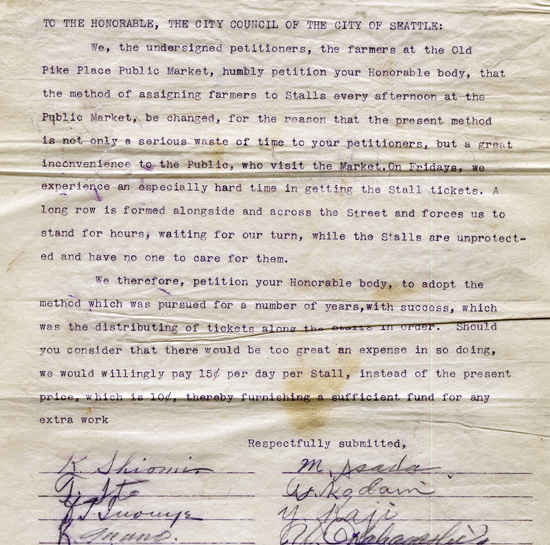 TO THE HONORABLE, THE CITY COUNCIL OF THE CITY OF SEATTLE:
We, the undersigned petitioners, the farmers at the Old
Pike Place Public Market, humbly petition your Honorable body, that
the method of assigning farmers to Stalls every afternoon at the
Public Market, be changed, for the reason that the present method
is not only a serious waste of time to your petitioners, but a great
inconvenience to the Public, who visit the Market.On Fridays, we
experience an especially hard time in getting the Stall tickets. A
long row is formed alongside and across the Street and forces us to
stand for hours, waiting for our turn, while the Stalls are unprotect-
ed and have no one to care for them.
We therefore, petition your Honorable body, to adopt the
method which was pursued for a number of years,with success, which
was the distributing of tickets along the stalls in order. Should
you consider that there would be too great an expense in so doing,
we would willingly pay 15¢ per day per Stall, instead of the present
price, which is 10¢, thereby furnishing a sufficient fund for any
extra work
Respectfully submitted,
K. Shiomi M. Asada
T. Ito
Inouye Y. Kaji